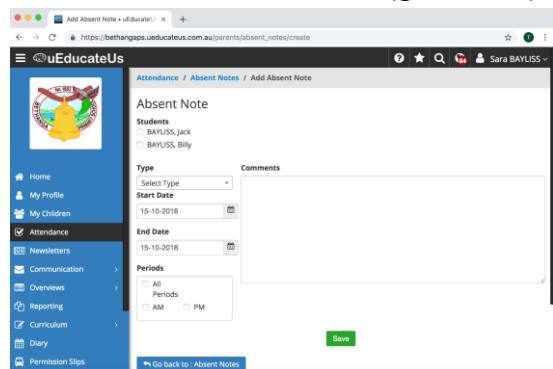 Add Absent Note • uEducateUs
https://bethangaps.ueducateus.com.au/parents/absent_notes/create
uEducateUs
Sara BAYLISS
Attendance / Absent Notes / Add Absent Note
Absent Note
Students
BAYLISS, Jack
BAYLISS, Billy
Type
Comments
Select Type
Start Date
15-10-2018
End Date
15-10-2018
Periods
All
Periods
AM
PM
Save
Go back to : Absent Notes
BETHANGA PRIMARY SCHOOL
Home
My Profile
My Children
Attendance
Newsletters
Communication
Overviews
Reporting
Curriculum
Diary
Permission Slips